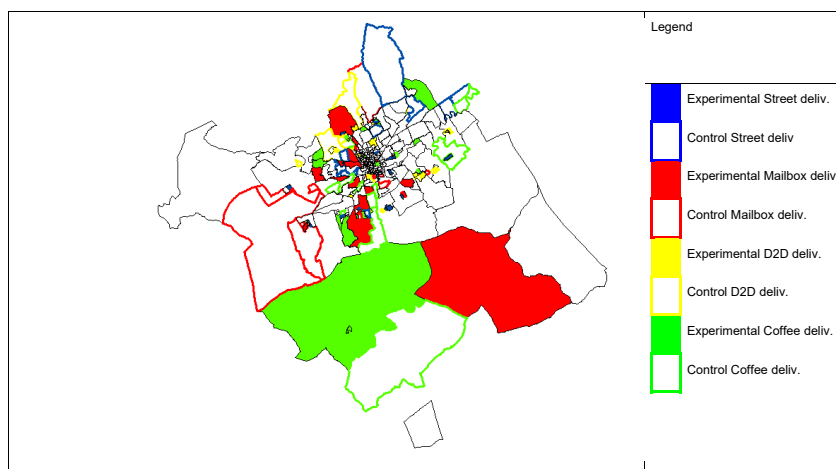 Legend
Experimental Street deliv.
Control Street deliv
Experimental Mailbox deliv
Control Mailbox deliv.
Experimental D2D deliv.
Control D2D deliv.
Experimental Coffee deliv.
Control Coffee deliv.